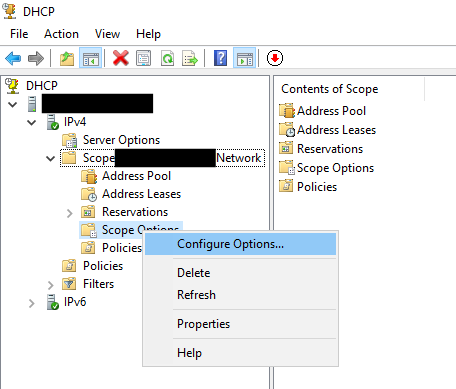 DHCP
File Action View Help
DHCP
IPv4
Server Options
Scope Network
Address Pool
Address Leases
Reservations
Scope Options
Policies
Policies
Filters
IPv6
Configure Options...
Delete
Refresh
Properties
Help
Contents of Scope
Address Pool
Address Leases
Reservations
Scope Options
Policies